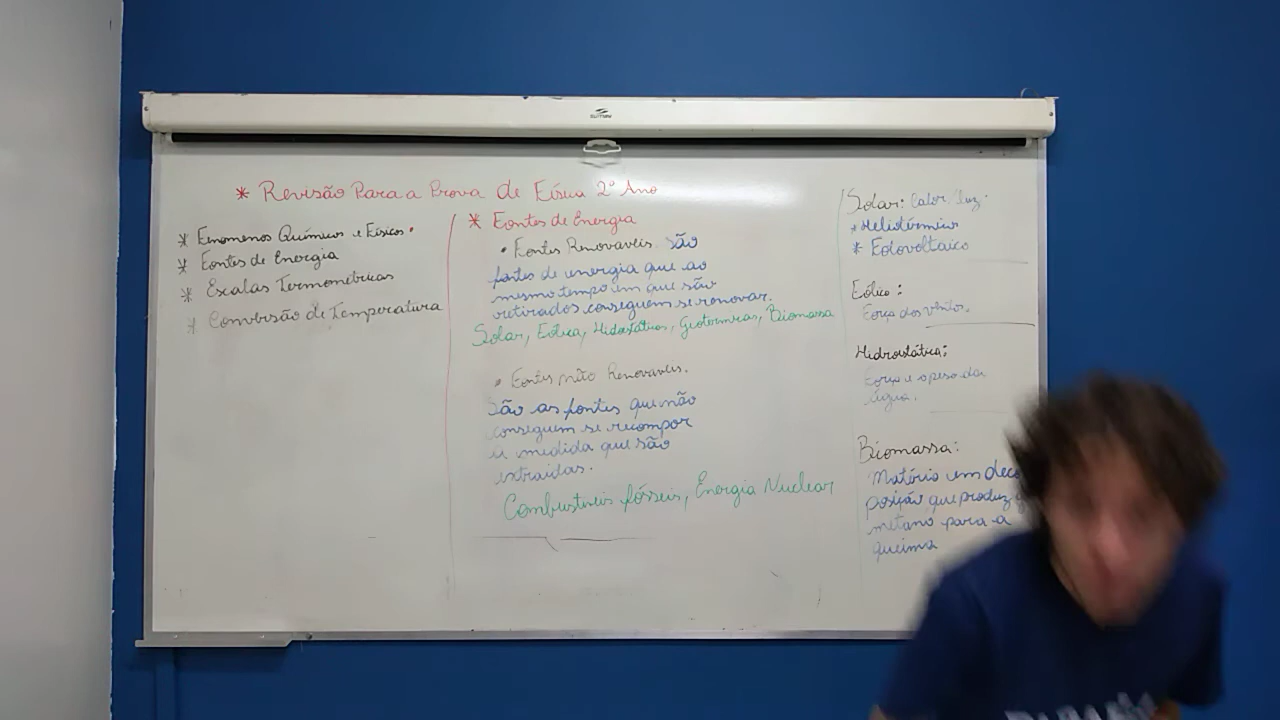 * Revisão Para a Prova de Física 2º Ano
* Fenomenos Químicos e Físicos.
* Fontes de Energia
* Escalas Termométricas
* Conversão de Temperatura
* Fontes de Energia
• Fontes Renovaveis são
fontes de energia que ao
mesmo tempo em que são
retirados conseguem se renovar.
Solar, Eólica, Hidrostática, Geotermicas, Biomassa
• Fontes não Renovaveis.
São as fontes que não
conseguem se recompor
a medida que são
extraidas.
Combustiveis fósseis, Energia Nuclear
Solar: Calor/luz.
* Heliotérmico
* Fotovoltaico
Eólico:
Força dos ventos.
Hidrostática:
Força e o peso da
água.
Biomassa:
Matéria em deco
posição que produz g
metano para a
queima